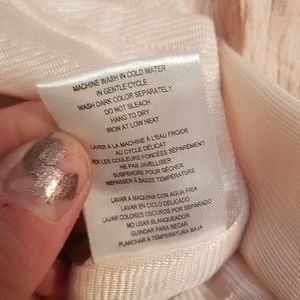 MACHINE WASH IN COLD WATER
IN GENTLE CYCLE
WASH DARK COLOR SEPARATELY
DO NOT BLEACH
HANG TO DRY
IRON AT LOW HEAT
LAVER À LA MACHINE À L'EAU FROIDE
AU CYCLE DÉLICAT
LES COULEURS FONCÉES SÉPARÉMENT
NE PAS JAVELLISER
SUSPENDRE POUR SÉCHER
REPASSER À BASSE TEMPÉRATURE
LAVAR A MAQUINA CON AGUA FRIA
LAVAR EN CICLO DELICADO
LAVAR COLORES OSCUROS POR SEPARADO
NO USAR BLANQUEADOR
GUINDAR PARA SECAR
PLANCHAR A TEMPERATURA BAJA